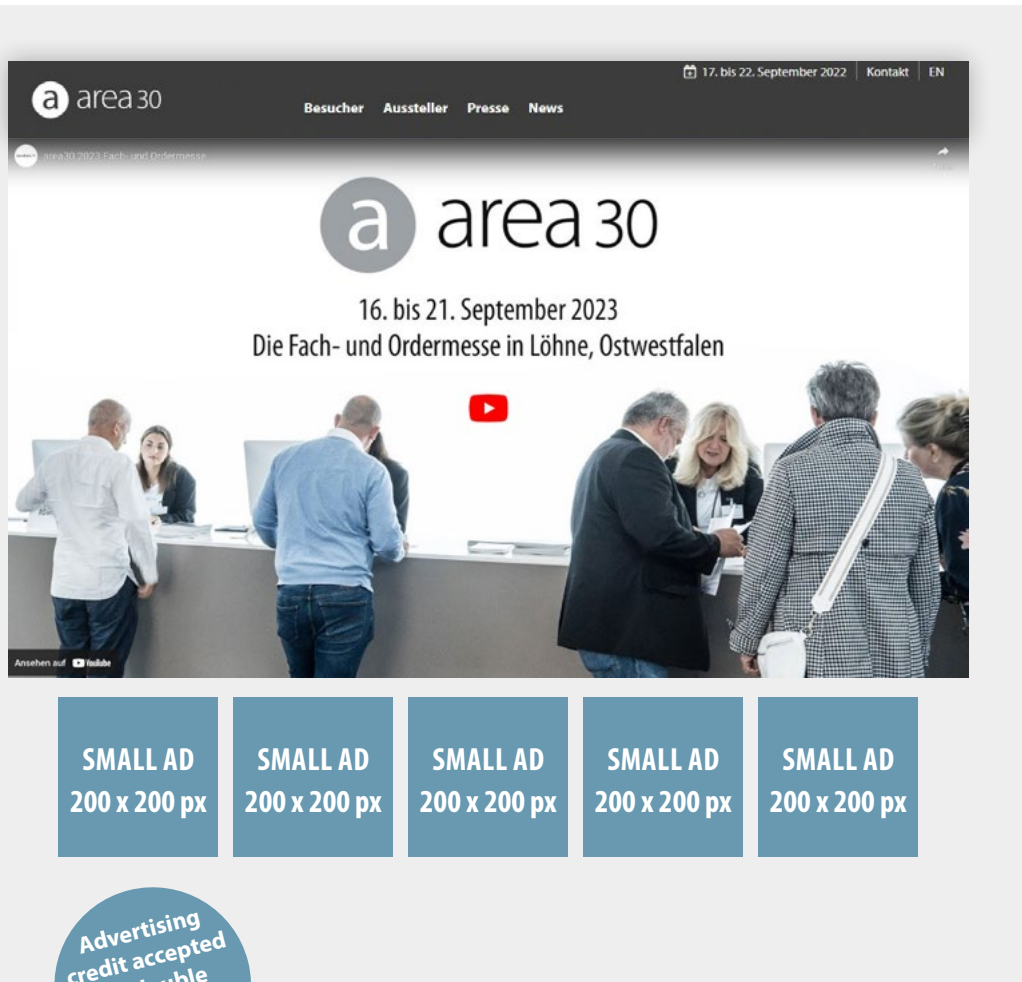 17. bis 22. September 2022 Kontakt EN
a area 30
Besucher Aussteller Presse News
area30 2023 Fach- und Ordermesse
a area 30
16. bis 21. September 2023
Die Fach- und Ordermesse in Löhne, Ostwestfalen
Ansehen auf YouTube
SMALL AD SMALL AD SMALL AD SMALL AD SMALL AD
200 x 200 px 200 x 200 px 200 x 200 px 200 x 200 px 200 x 200 px
Advertising
credit accepted